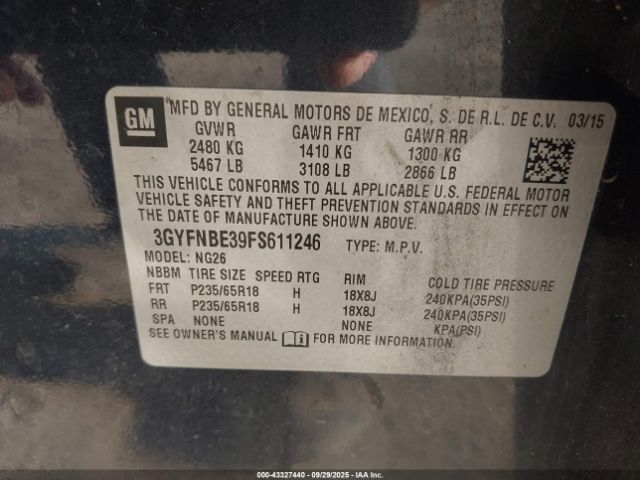 GM MFD BY GENERAL MOTORS DE MEXICO, S. DE R.L. DE C.V. 03/15
GVWR GAWR FRT GAWR RR
2480 KG 1410 KG 1300 KG
5467 LB 3108 LB 2866 LB
THIS VEHICLE CONFORMS TO ALL APPLICABLE U.S. FEDERAL MOTOR
VEHICLE SAFETY AND THEFT PREVENTION STANDARDS IN EFFECT ON
THE DATE OF MANUFACTURE SHOWN ABOVE.
3GYFNBE39FS611246 TYPE: M.P.V.
MODEL: NG26
NBBM TIRE SIZE SPEED RTG RIM COLD TIRE PRESSURE
FRT P235/65R18 H 18X8J 240KPA(35PSI)
RR P235/65R18 H 18X8J 240KPA(35PSI)
SPA NONE NONE KPA(PSI)
SEE OWNER'S MANUAL FOR MORE INFORMATION.
000-43327440 - 09/29/2025 - IAAI.CA